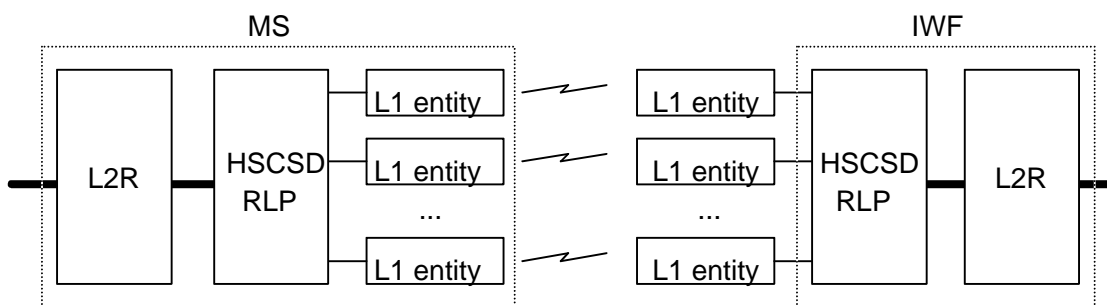 MS
IWF
L1 entity
L1 entity
L2R
HSCSD
RLP
L1 entity
L1 entity
HSCSD
RLP
L2R
...
...
L1 entity
L1 entity